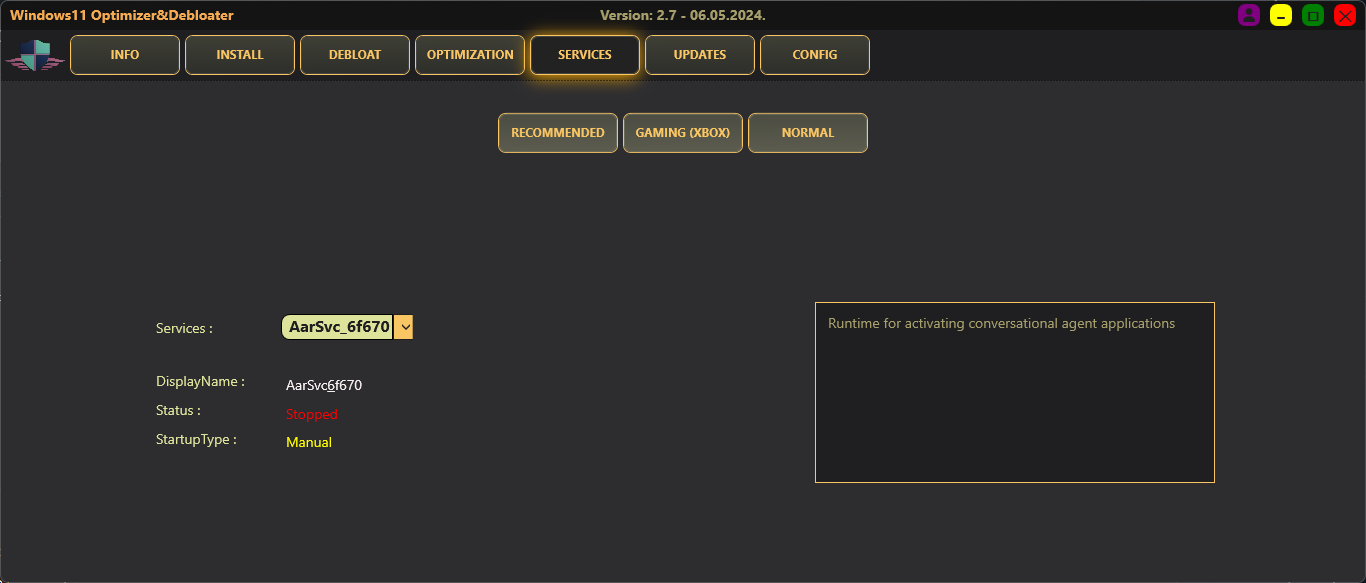 Windows11 Optimizer&Debloater
Version: 2.7 - 06.05.2024.
INFO
INSTALL
DEBLOAT
OPTIMIZATION
SERVICES
UPDATES
CONFIG
RECOMMENDED
GAMING (XBOX)
NORMAL
Services :
AarSvc_6f670
DisplayName :
AarSvc6f670
Status :
Stopped
StartupType :
Manual
Runtime for activating conversational agent applications